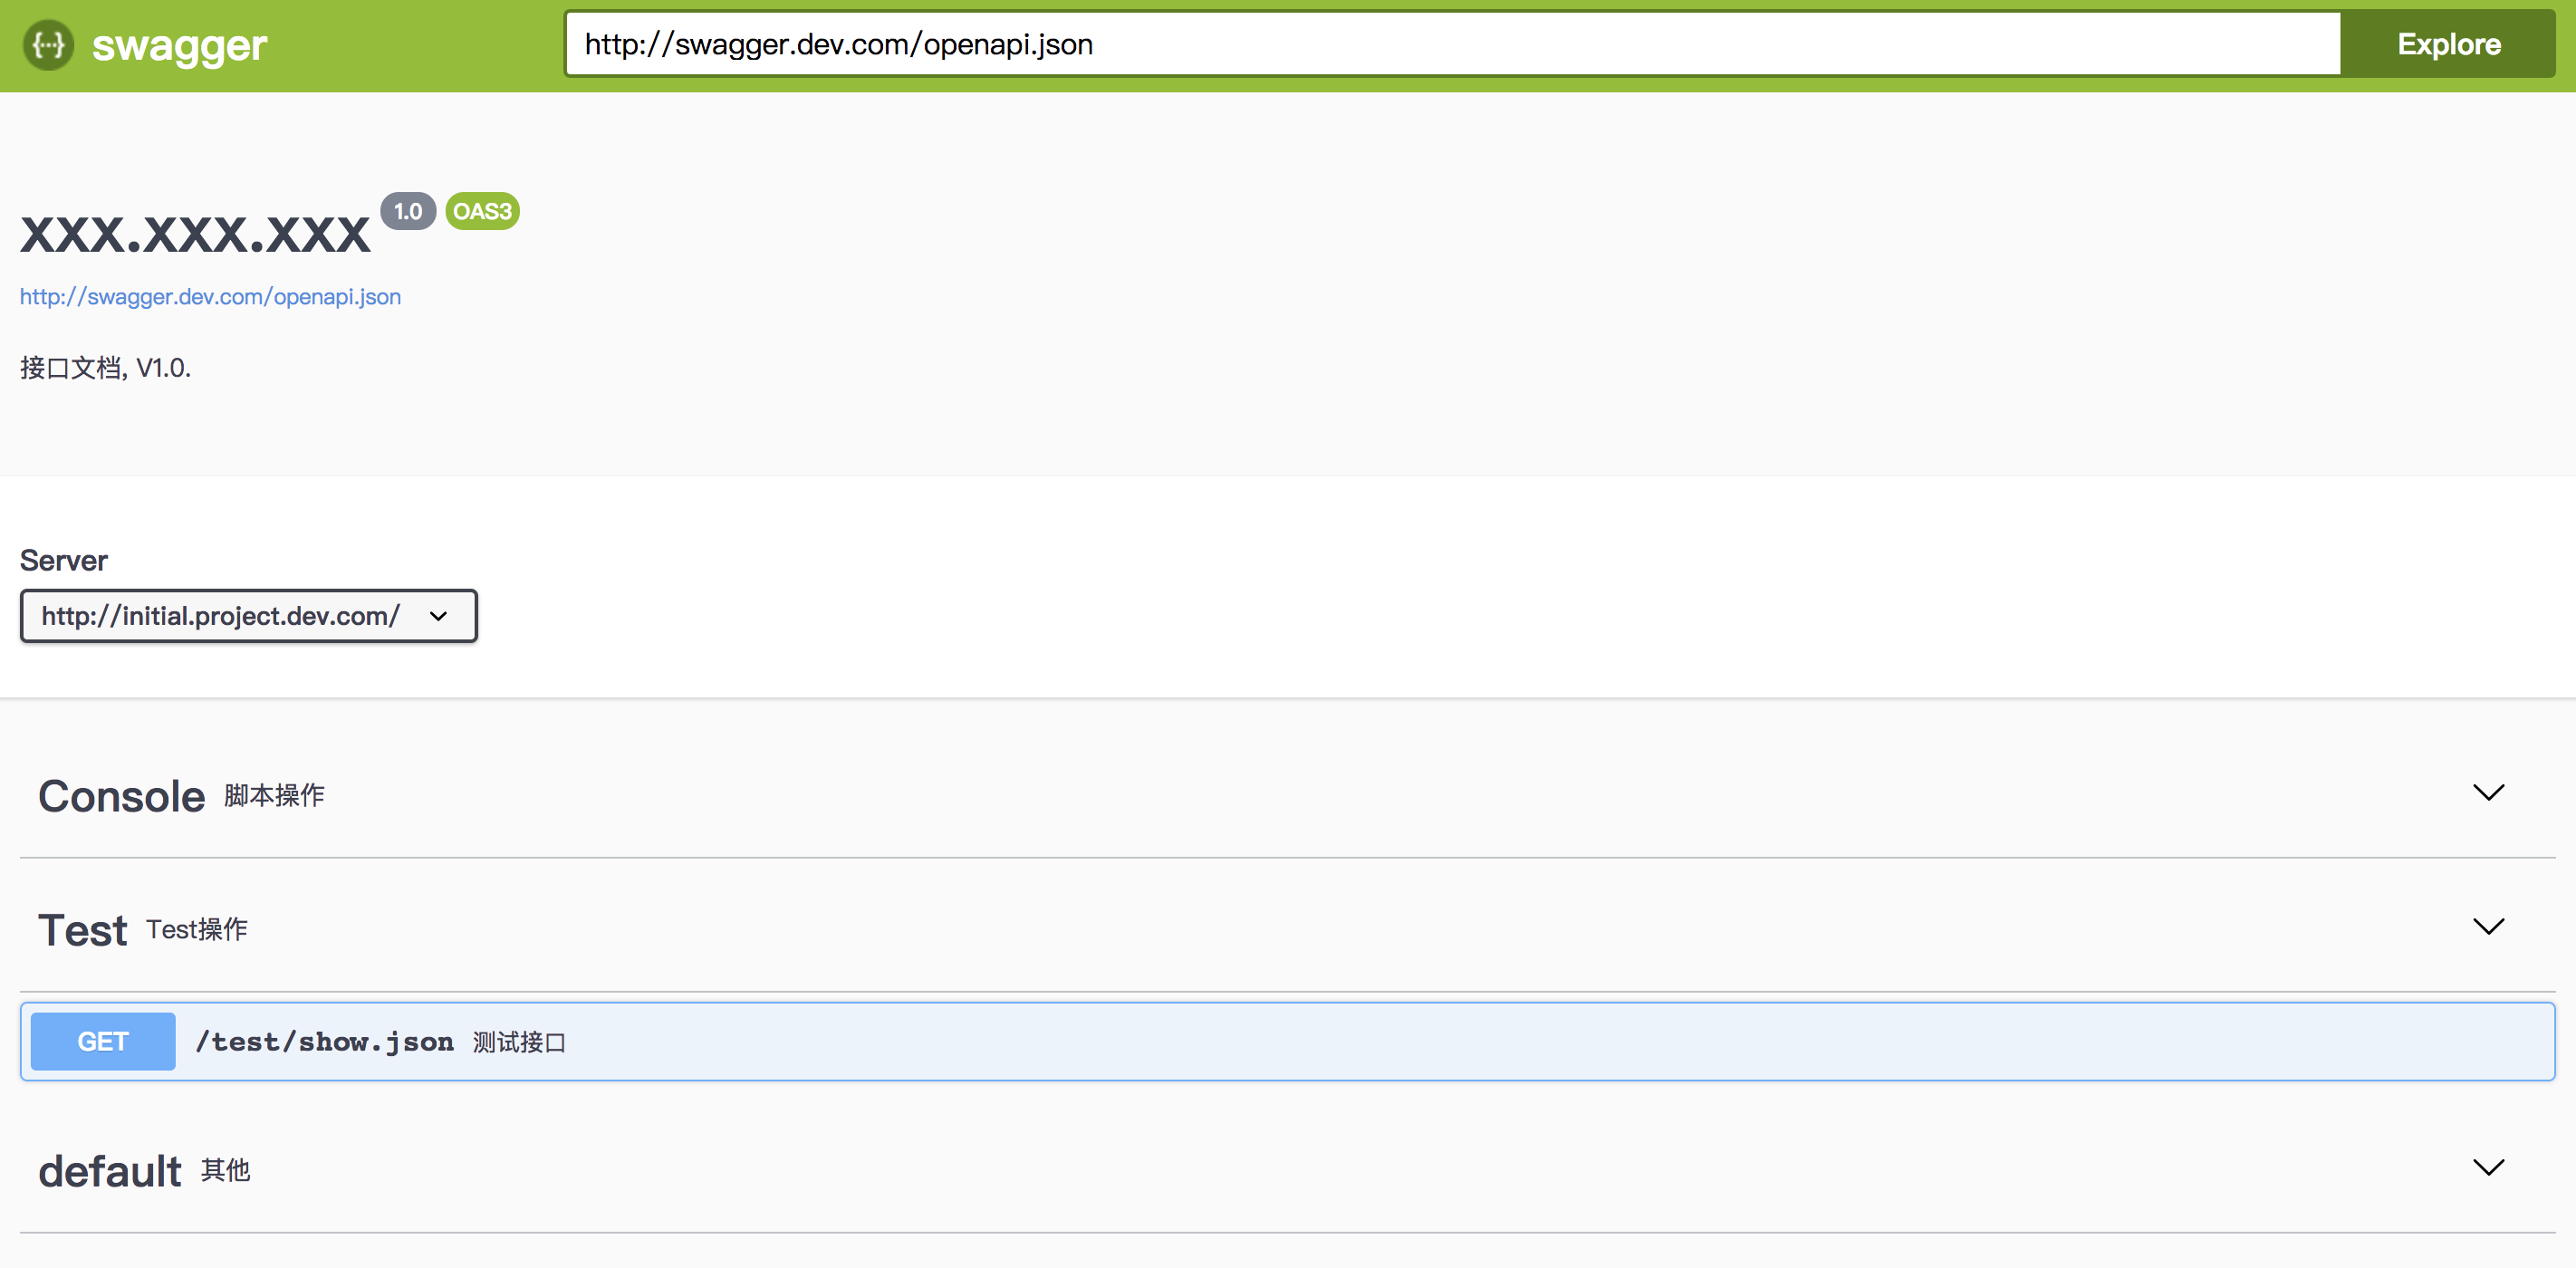 {···} swagger
http://swagger.dev.com/openapi.json
Explore
xxx.xxx.xxx 1.0 OAS3
http://swagger.dev.com/openapi.json
接口文档, V1.0.
Server
http://initial.project.dev.com/
Console 脚本操作
Test Test操作
GET /test/show.json 测试接口
default 其他